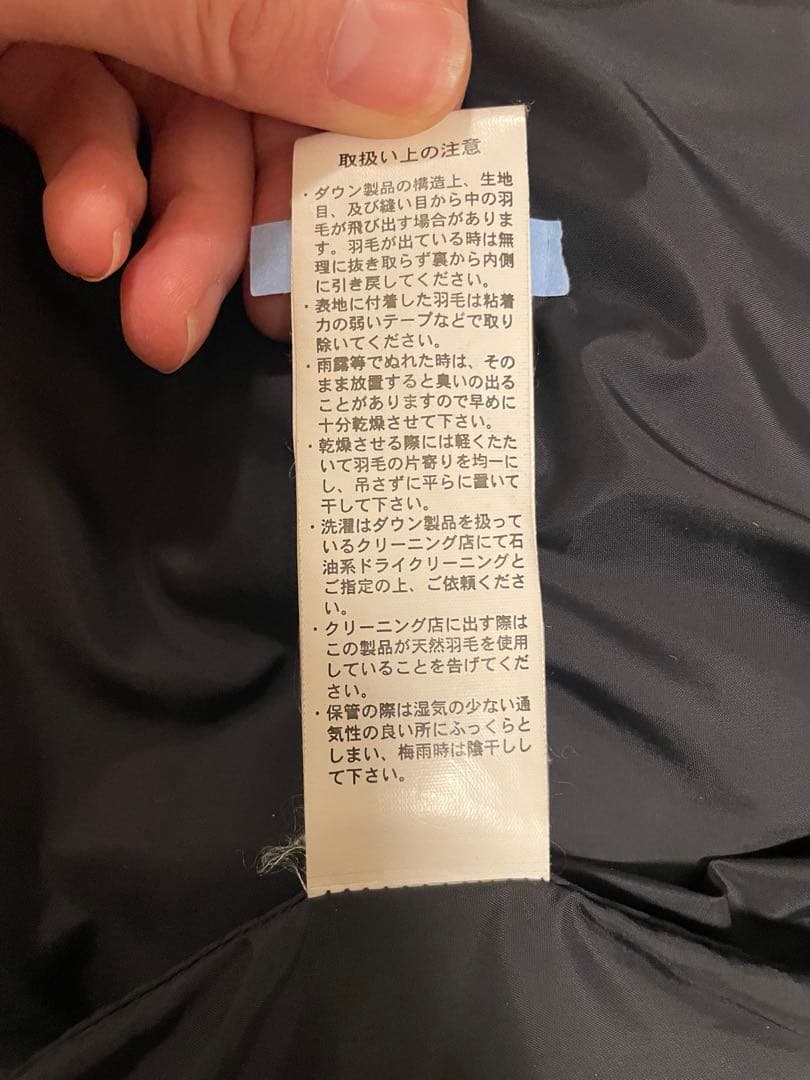 取扱い上の注意
・ダウン製品の構造上、生地
目、及び縫い目から中の羽
毛が飛び出す場合がありま
す。羽毛が出ている時は無
理に抜き取らず裏から内側
に引き戻してください。
・表地に付着した羽毛は粘着
力の弱いテープなどで取り
除いてください。
・雨露等でぬれた時は、その
まま放置すると臭いの出る
ことがありますので早めに
十分乾燥させて下さい。
・乾燥させる際には軽くたた
いて羽毛の片寄りを均一に
し、吊さずに平らに置いて
干して下さい。
・洗濯はダウン製品を扱って
いるクリーニング店にて石
油系ドライクリーニングと
ご指定の上、ご依頼くださ
い。
・クリーニング店に出す際は
この製品が天然羽毛を使用
していることを告げてくだ
さい。
・保管の際は湿気の少ない通
気性の良い所にふっくらと
しまい、梅雨時は陰干しし
て下さい。